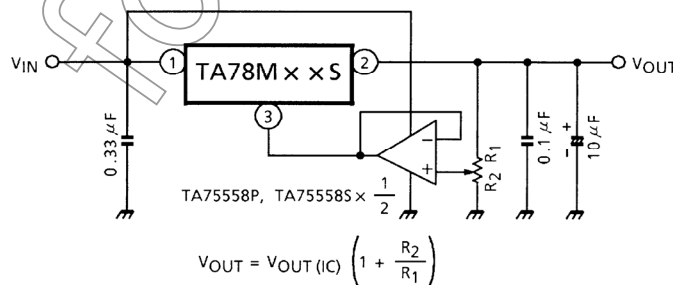 VIN
1
TA78M××S
2
VOUT
3
0.33 μF
−
+
R2 R1
0.1 μF
− +
10 μF
TA75558P, TA75558S × 1/2
VOUT = VOUT (IC) (1 + R2/R1)